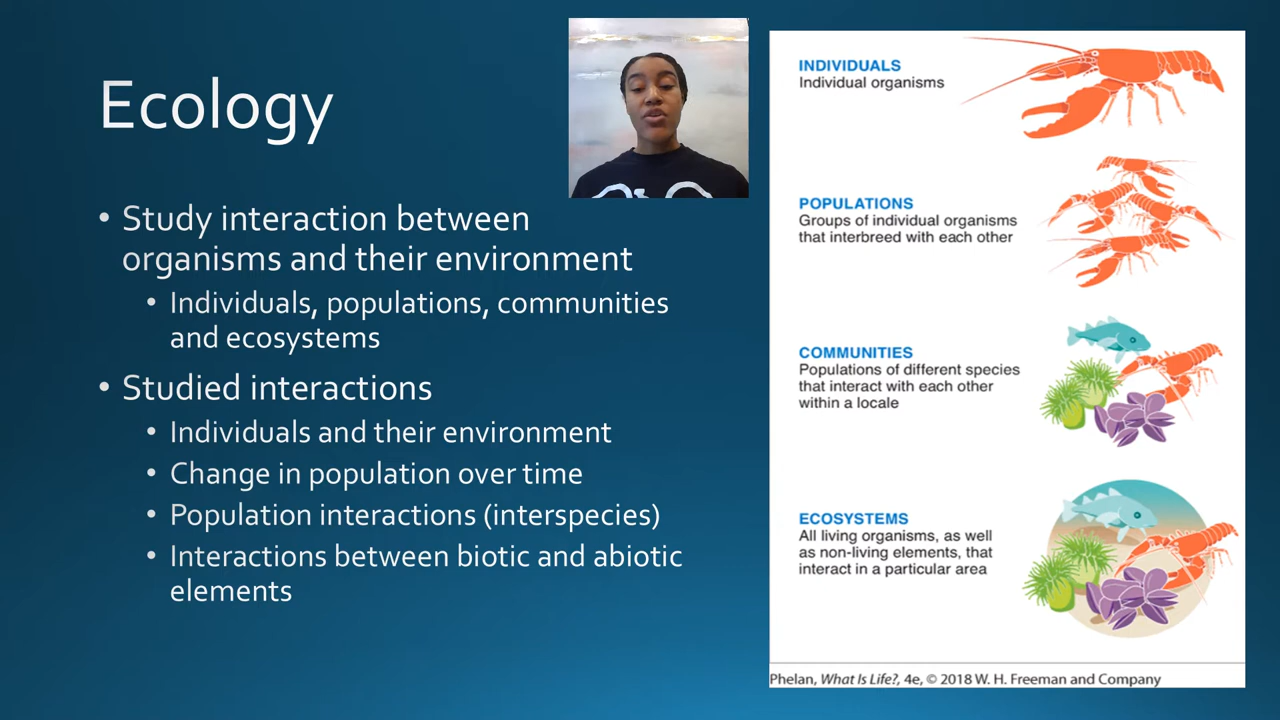 Ecology
• Study interaction between
organisms and their environment
• Individuals, populations, communities
and ecosystems
• Studied interactions
• Individuals and their environment
• Change in population over time
• Population interactions (interspecies)
• Interactions between biotic and abiotic
elements
INDIVIDUALS
Individual organisms
POPULATIONS
Groups of individual organisms
that interbreed with each other
COMMUNITIES
Populations of different species
that interact with each other
within a locale
ECOSYSTEMS
All living organisms, as well
as non-living elements, that
interact in a particular area
Phelan, What Is Life?, 4e, © 2018 W. H. Freeman and Company